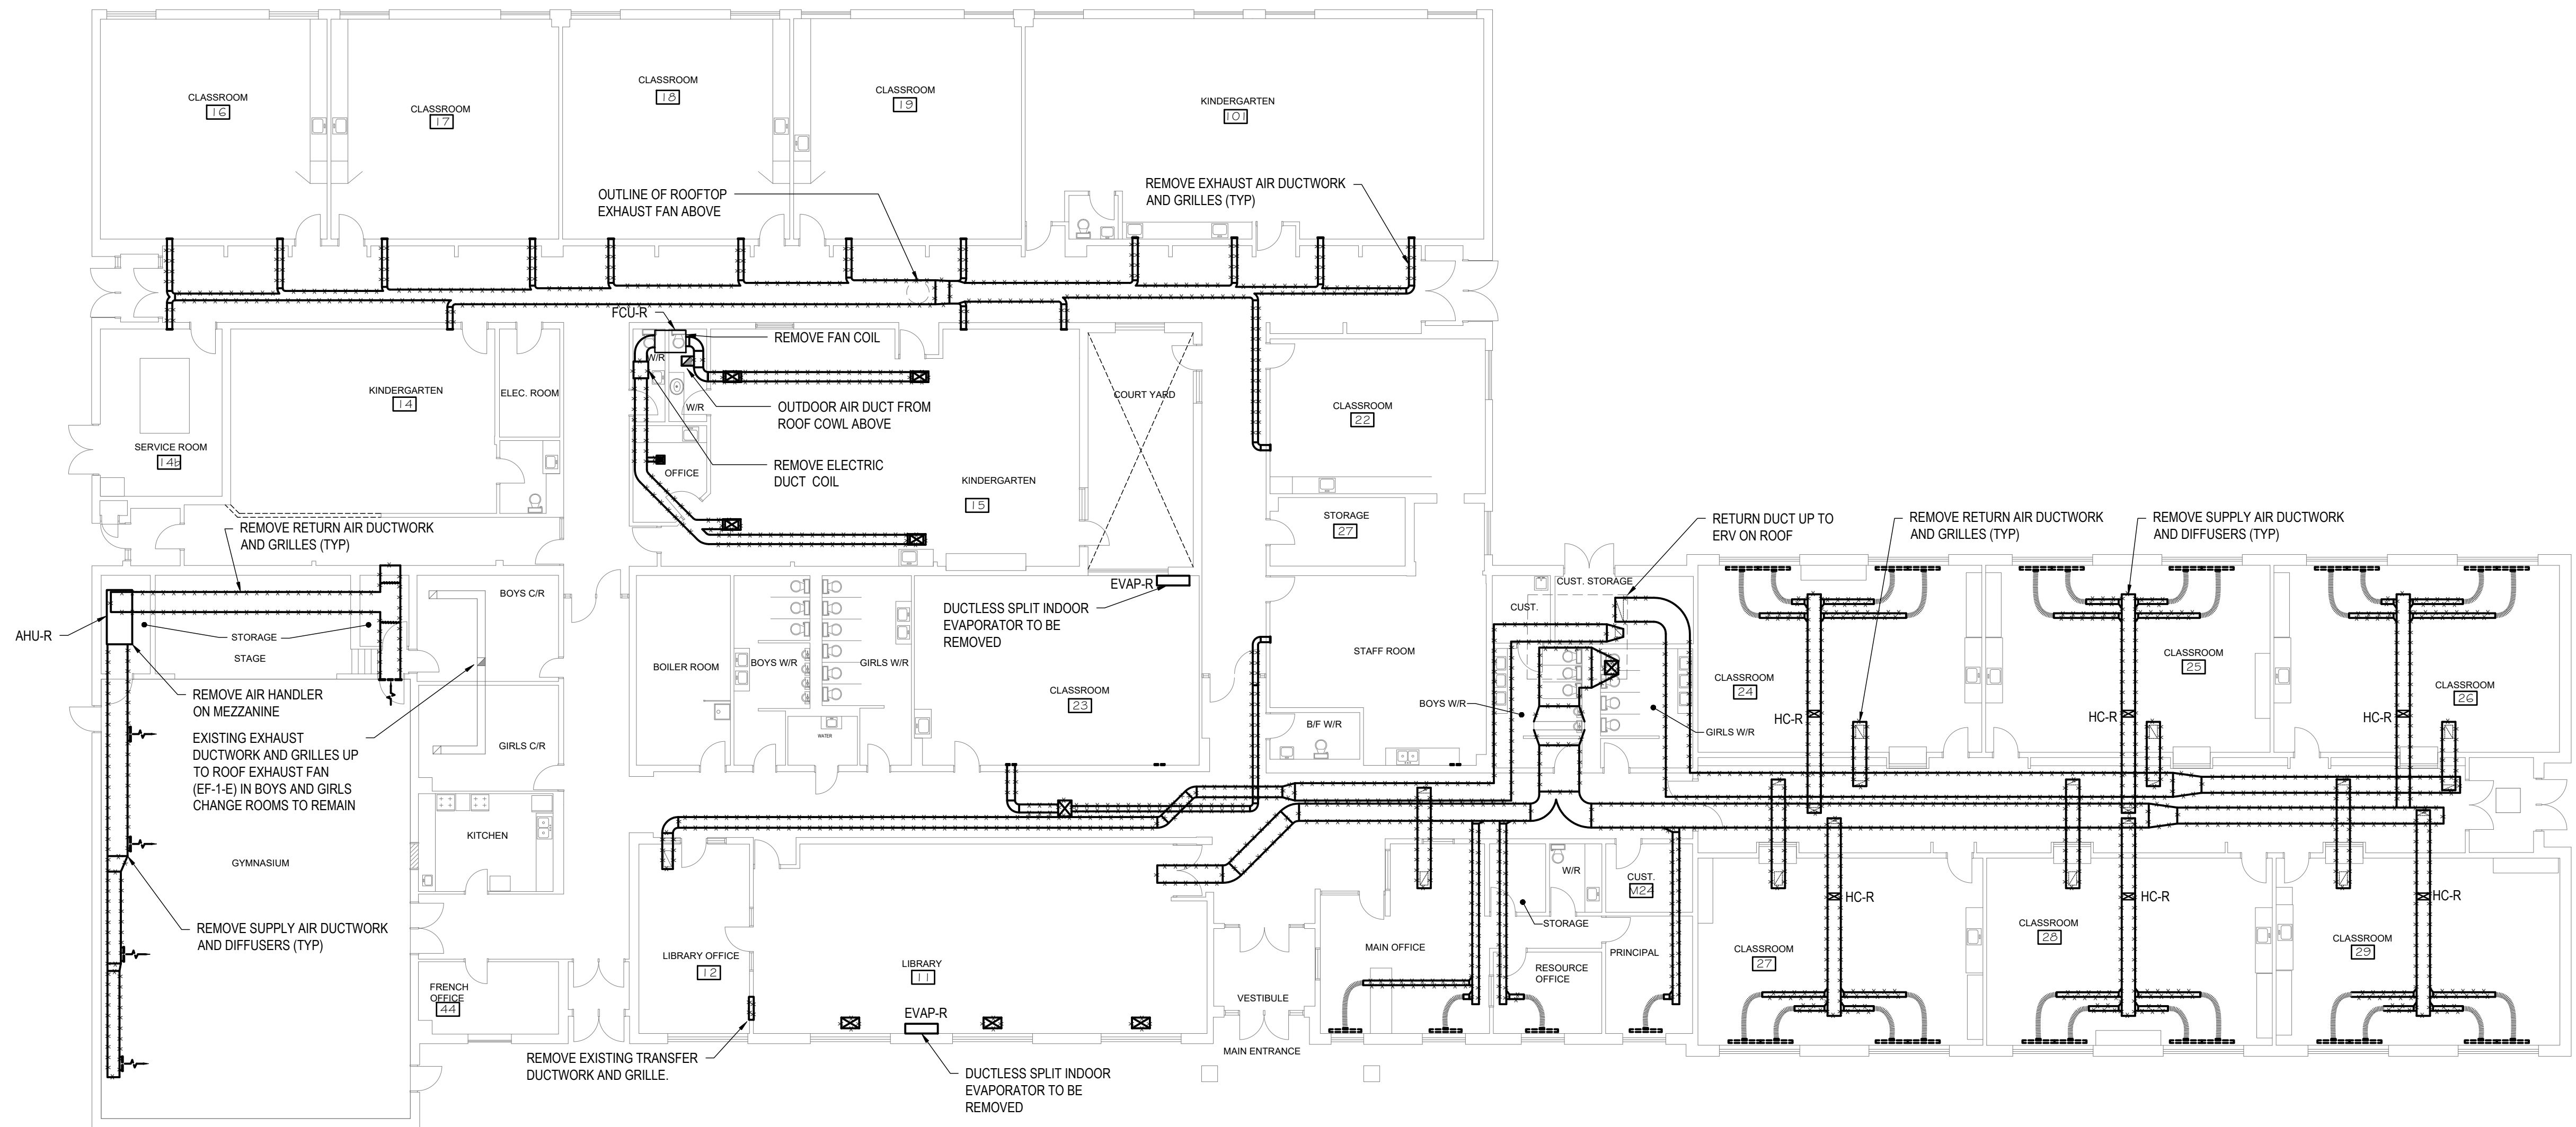 CLASSROOM
16
CLASSROOM
17
CLASSROOM
18
CLASSROOM
19
KINDERGARTEN
101
OUTLINE OF ROOFTOP
EXHAUST FAN ABOVE
REMOVE EXHAUST AIR DUCTWORK
AND GRILLES (TYP)
FCU-R
REMOVE FAN COIL
W/R
W/R
OUTDOOR AIR DUCT FROM
ROOF COWL ABOVE
REMOVE ELECTRIC
DUCT COIL
OFFICE
KINDERGARTEN
14
ELEC. ROOM
SERVICE ROOM
14b
KINDERGARTEN
15
COURT YARD
CLASSROOM
22
STORAGE
27
REMOVE RETURN AIR DUCTWORK
AND GRILLES (TYP)
RETURN DUCT UP TO
ERV ON ROOF
REMOVE RETURN AIR DUCTWORK
AND GRILLES (TYP)
REMOVE SUPPLY AIR DUCTWORK
AND DIFFUSERS (TYP)
AHU-R
STORAGE
STAGE
BOYS C/R
REMOVE AIR HANDLER
ON MEZZANINE
EXISTING EXHAUST
DUCTWORK AND GRILLES UP
TO ROOF EXHAUST FAN
(EF-1-E) IN BOYS AND GIRLS
CHANGE ROOMS TO REMAIN
GIRLS C/R
KITCHEN
GYMNASIUM
REMOVE SUPPLY AIR DUCTWORK
AND DIFFUSERS (TYP)
FRENCH
OFFICE
44
BOILER ROOM
BOYS W/R
GIRLS W/R
WATER
EVAP-R
DUCTLESS SPLIT INDOOR
EVAPORATOR TO BE
REMOVED
CLASSROOM
23
STAFF ROOM
B/F W/R
CUST. STORAGE
CUST.
BOYS W/R
GIRLS W/R
CLASSROOM
24
HC-R
CLASSROOM
25
HC-R
CLASSROOM
26
HC-R
LIBRARY OFFICE
12
LIBRARY
11
EVAP-R
REMOVE EXISTING TRANSFER
DUCTWORK AND GRILLE.
DUCTLESS SPLIT INDOOR
EVAPORATOR TO BE
REMOVED
VESTIBULE
MAIN ENTRANCE
MAIN OFFICE
W/R
CUST.
M24
STORAGE
RESOURCE
OFFICE
PRINCIPAL
HC-R
CLASSROOM
27
HC-R
CLASSROOM
28
HC-R
CLASSROOM
29